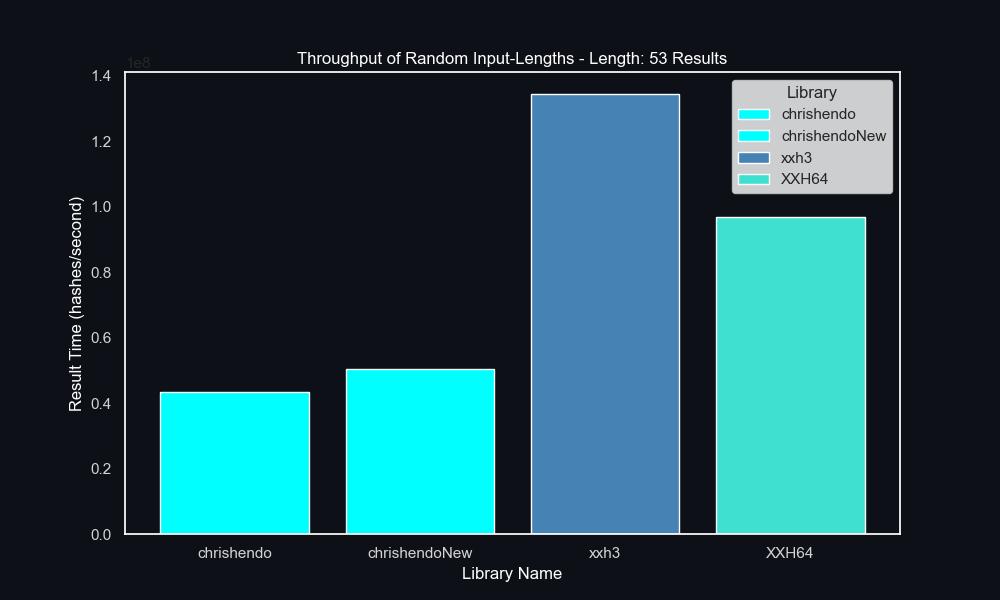 Throughput of Random Input-Lengths - Length: 53 Results
1e8
1.4
1.2
1.0
0.8
0.6
0.4
0.2
0.0
Result Time (hashes/second)
Library
chrishendo
chrishendoNew
xxh3
XXH64
chrishendo
chrishendoNew
xxh3
XXH64
Library Name